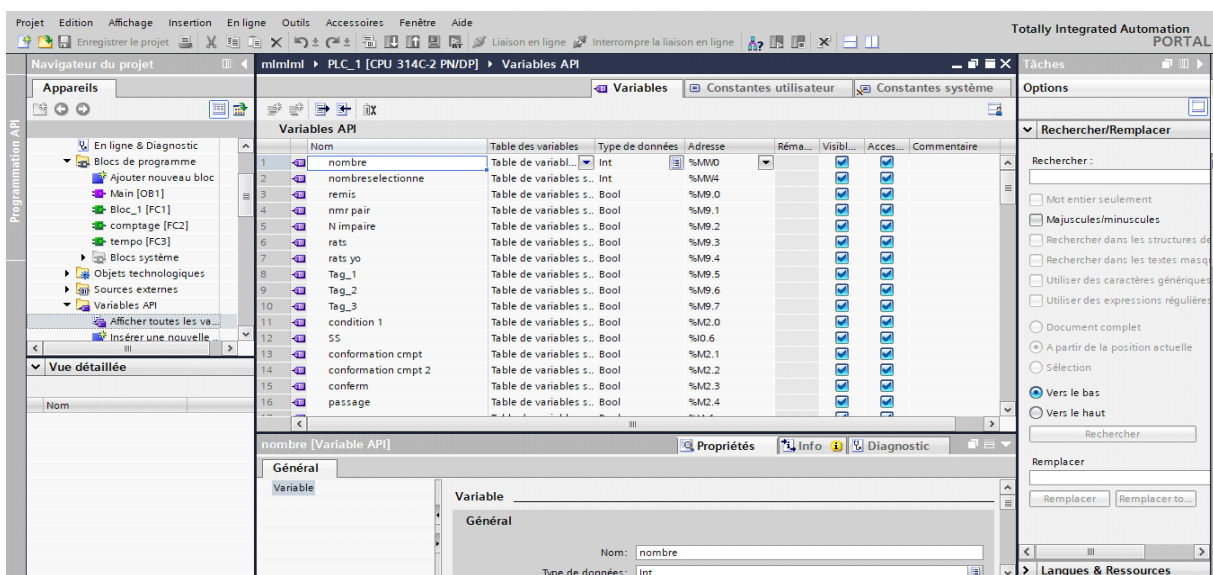 Projet Edition Affichage Insertion En ligne Outils Accessoires Fenêtre Aide
Totally Integrated Automation
PORTAL
Enregistrer le projet Liaison en ligne Interrompre la liaison en ligne
Navigateur du projet
mlmlml PLC_1 [CPU 314C-2 PN/DP] Variables API
Tâches
Appareils
Variables Constantes utilisateur Constantes système
Options
Programmation API
Variables API
Rechercher/Remplacer
En ligne & Diagnostic
Blocs de programme
Ajouter nouveau bloc
Main [OB1]
Bloc_1 [FC1]
comptage [FC2]
tempo [FC3]
Blocs système
Objets technologiques
Sources externes
Variables API
Afficher toutes les va...
Insérer une nouvelle ...
Vue détaillée
Nom
Nom Table des variables Type de données Adresse Réma... Visibl... Acces... Commentaire
1 nombre Table de variabl... Int %MW0
2 nombreselectionne Table de variables s... Int %MW4
3 remis Table de variables s... Bool %M9.0
4 nmr pair Table de variables s... Bool %M9.1
5 N impaire Table de variables s... Bool %M9.2
6 rats Table de variables s... Bool %M9.3
7 rats yo Table de variables s... Bool %M9.4
8 Tag_1 Table de variables s... Bool %M9.5
9 Tag_2 Table de variables s... Bool %M9.6
10 Tag_3 Table de variables s... Bool %M9.7
11 condition 1 Table de variables s... Bool %M2.0
12 SS Table de variables s... Bool %I0.6
13 conformation cmpt Table de variables s... Bool %M2.1
14 conformation cmpt 2 Table de variables s... Bool %M2.2
15 conferm Table de variables s... Bool %M2.3
16 passage Table de variables s... Bool %M2.4
nombre [Variable API]
Propriétés Info Diagnostic
Général
Variable
Variable
Général
Nom: nombre
Type de données: Int
Rechercher :
Mot entier seulement
Majuscules/minuscules
Rechercher dans les structures de
Rechercher dans les textes masq
Utiliser des caractères génériques
Utiliser des expressions régulières
Document complet
A partir de la position actuelle
Sélection
Vers le bas
Vers le haut
Rechercher
Remplacer
Remplacer Remplacer to...
Langues & Ressources